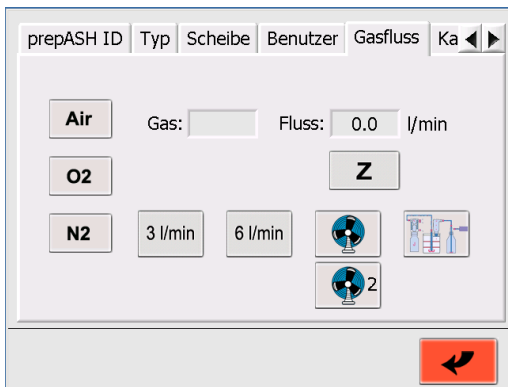 prepASH ID Typ Scheibe Benutzer Gasfluss Ka
Air Gas: Fluss: 0.0 l/min
O2 Z
N2 3 l/min 6 l/min
2